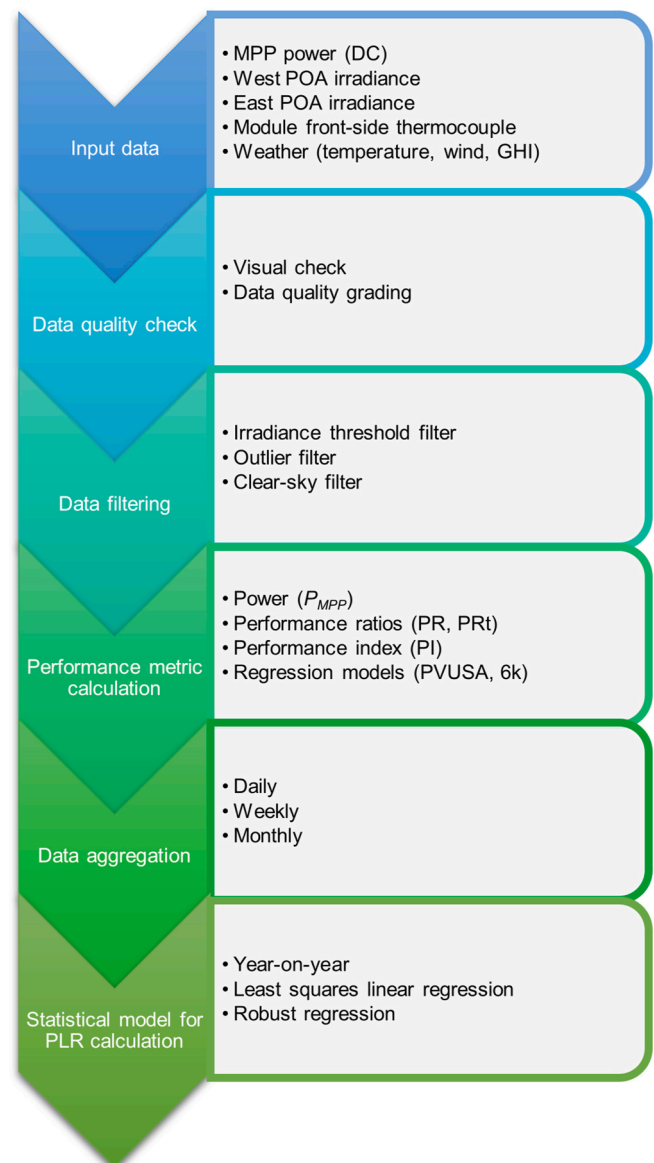 Input data
• MPP power (DC)
• West POA irradiance
• East POA irradiance
• Module front-side thermocouple
• Weather (temperature, wind, GHI)
Data quality check
• Visual check
• Data quality grading
Data filtering
• Irradiance threshold filter
• Outlier filter
• Clear-sky filter
Performance metric
calculation
• Power (P_MPP)
• Performance ratios (PR, PRt)
• Performance index (PI)
• Regression models (PVUSA, 6k)
Data aggregation
• Daily
• Weekly
• Monthly
Statistical model for
PLR calculation
• Year-on-year
• Least squares linear regression
• Robust regression